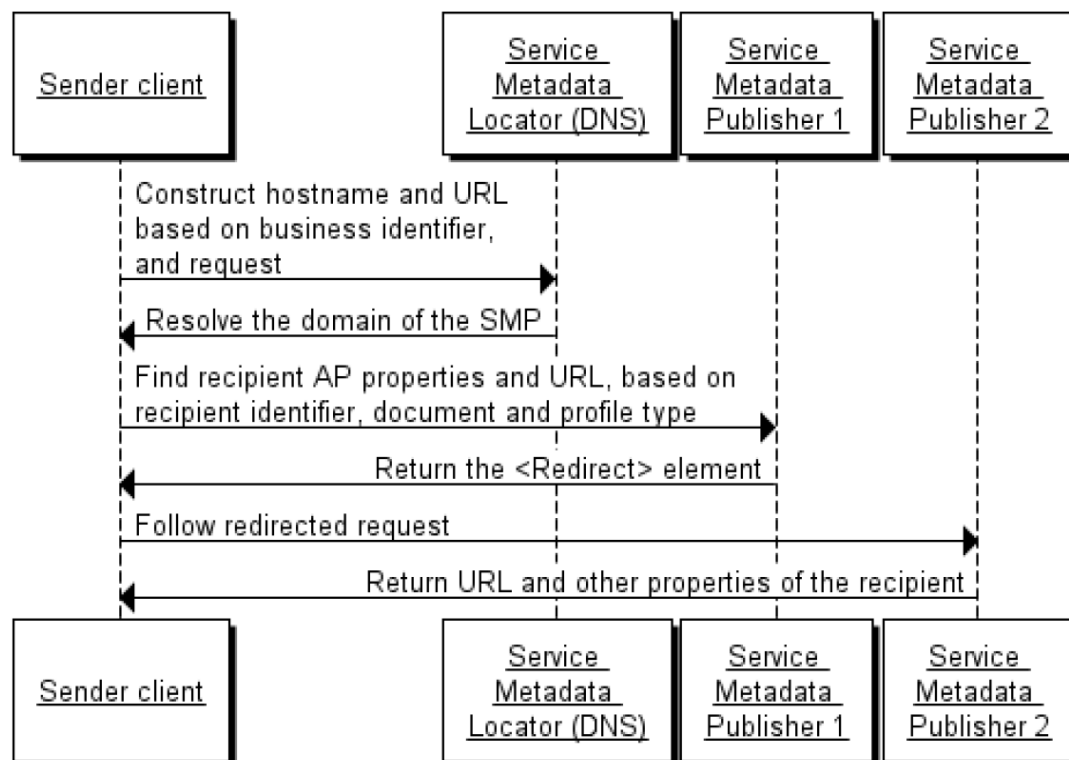 Sender client
Service
Metadata
Locator (DNS)
Service
Metadata
Publisher 1
Service
Metadata
Publisher 2
Construct hostname and URL
based on business identifier,
and request
Resolve the domain of the SMP
Find recipient AP properties and URL, based on
recipient identifier, document and profile type
Return the <Redirect> element
Follow redirected request
Return URL and other properties of the recipient
Sender client
Service
Metadata
Locator (DNS)
Service
Metadata
Publisher 1
Service
Metadata
Publisher 2